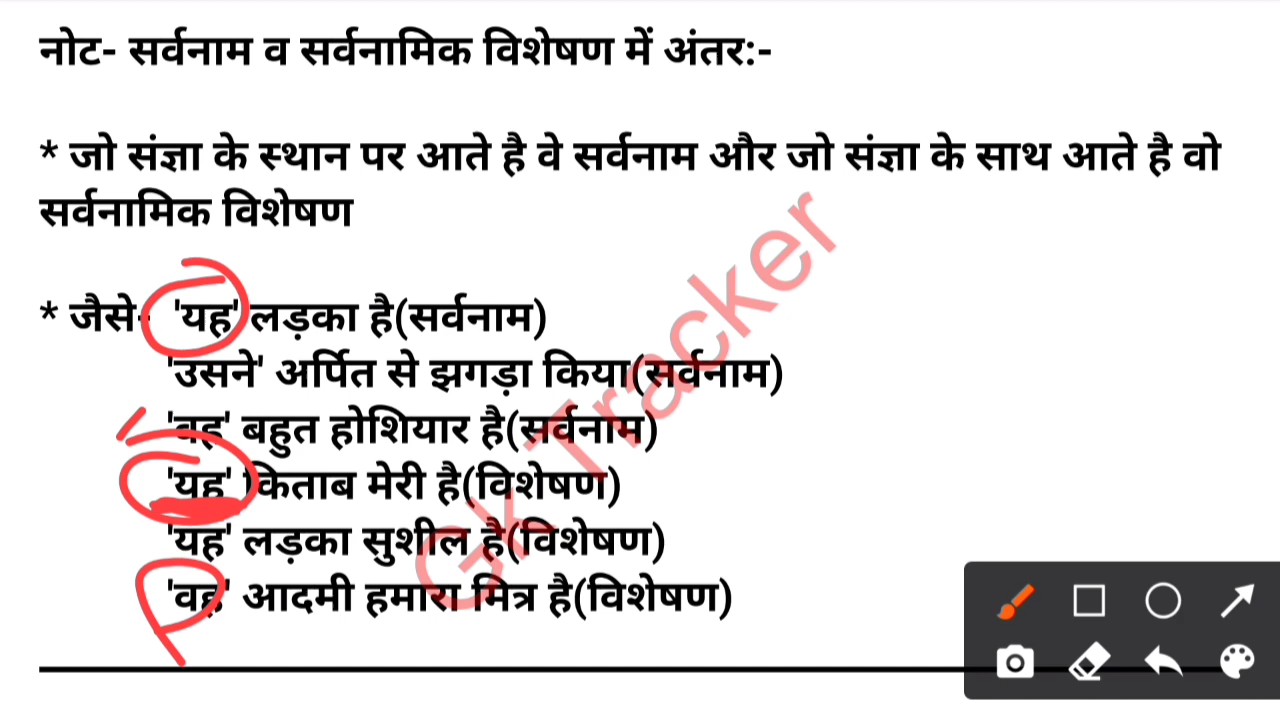 नोट- सर्वनाम व सर्वनामिक विशेषण में अंतर:-
* जो संज्ञा के स्थान पर आते है वे सर्वनाम और जो संज्ञा के साथ आते है वो
सर्वनामिक विशेषण
* जैसे- 'यह' लड़का है(सर्वनाम)
'उसने' अर्पित से झगड़ा किया(सर्वनाम)
'वह' बहुत होशियार है(सर्वनाम)
'यह' किताब मेरी है(विशेषण)
'यह' लड़का सुशील है(विशेषण)
'वह' आदमी हमारा मित्र है(विशेषण)
Gk Tracker